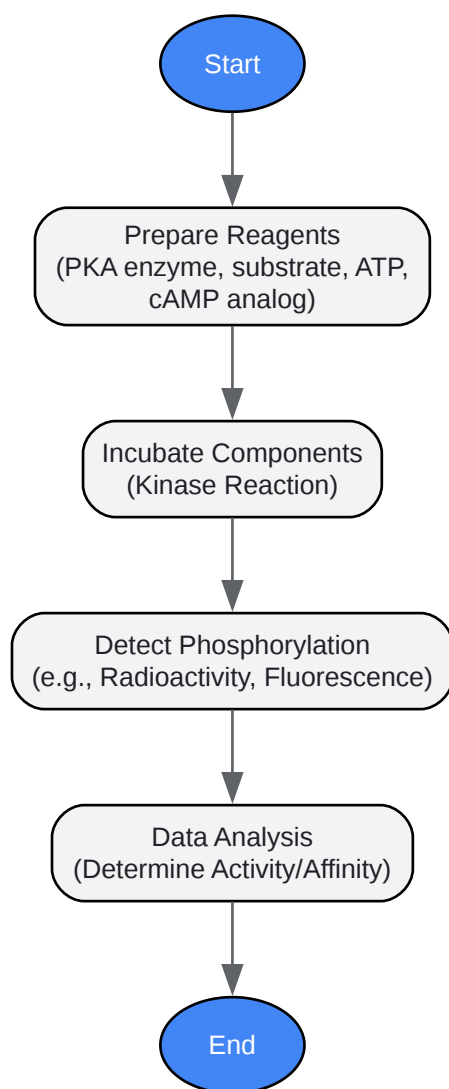 Start
Prepare Reagents
(PKA enzyme, substrate, ATP,
cAMP analog)
Incubate Components
(Kinase Reaction)
Detect Phosphorylation
(e.g., Radioactivity, Fluorescence)
Data Analysis
(Determine Activity/Affinity)
End